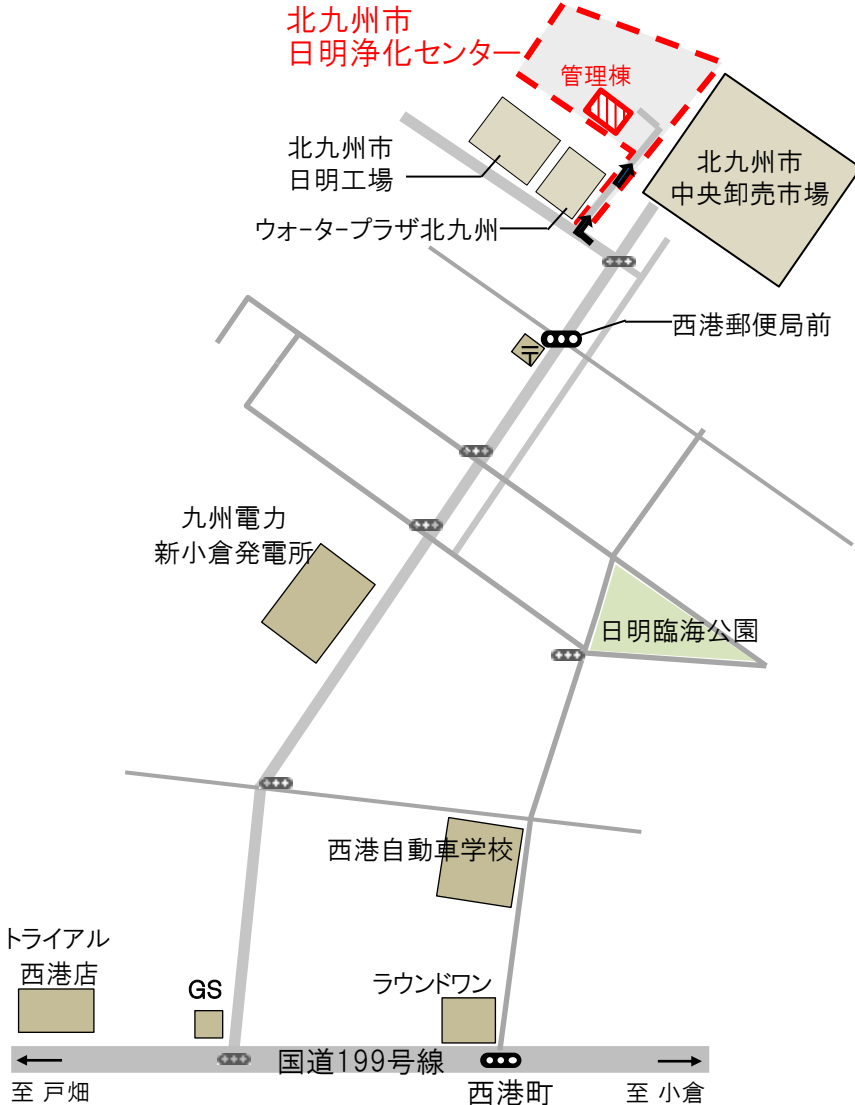 北九州市
日明浄化センター
管理棟
北九州市
日明工場
北九州市
中央卸売市場
ウォータープラザ北九州
西港郵便局前
〒
九州電力
新小倉発電所
日明臨海公園
西港自動車学校
トライアル
西港店
GS
ラウンドワン
国道199号線
西港町
至 戸畑
至 小倉